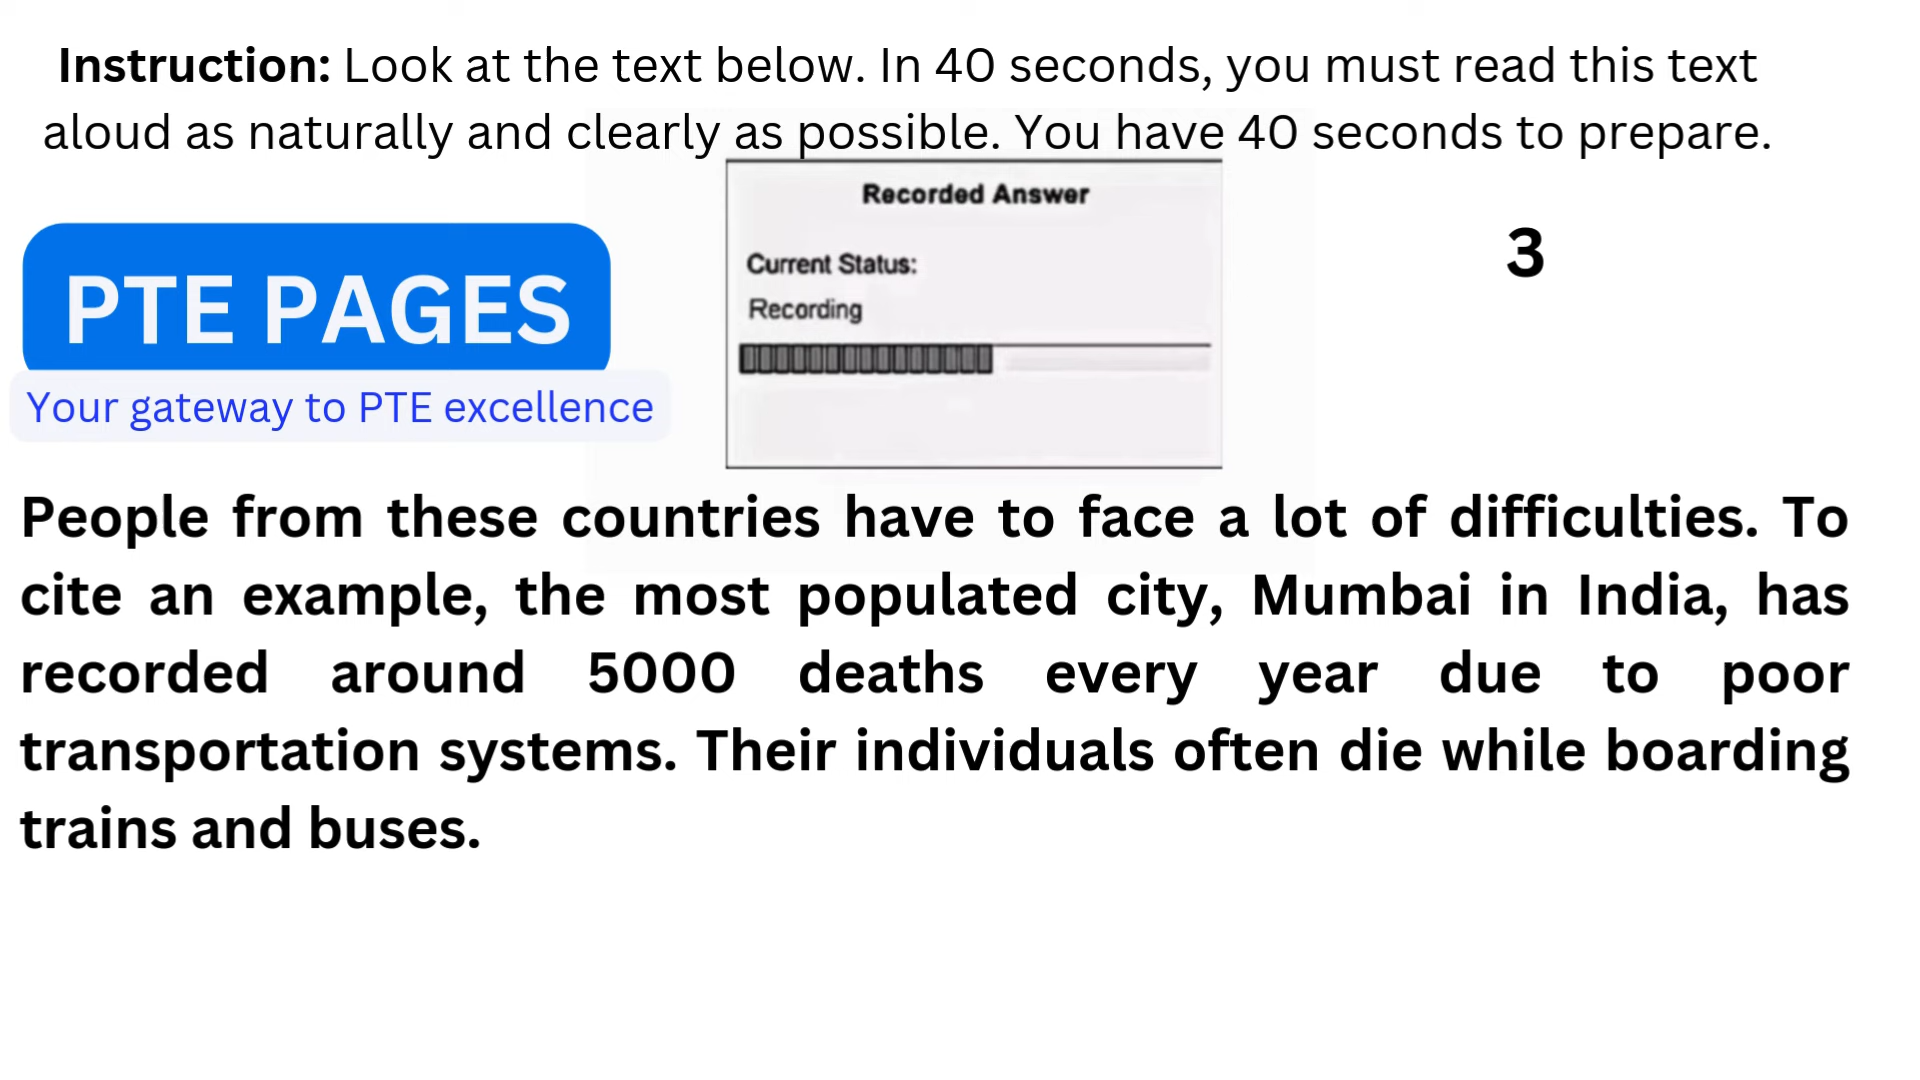 Instruction: Look at the text below. In 40 seconds, you must read this text
aloud as naturally and clearly as possible. You have 40 seconds to prepare.
Recorded Answer
Current Status:
Recording
3
PTE PAGES
Your gateway to PTE excellence
People from these countries have to face a lot of difficulties. To
cite an example, the most populated city, Mumbai in India, has
recorded around 5000 deaths every year due to poor
transportation systems. Their individuals often die while boarding
trains and buses.